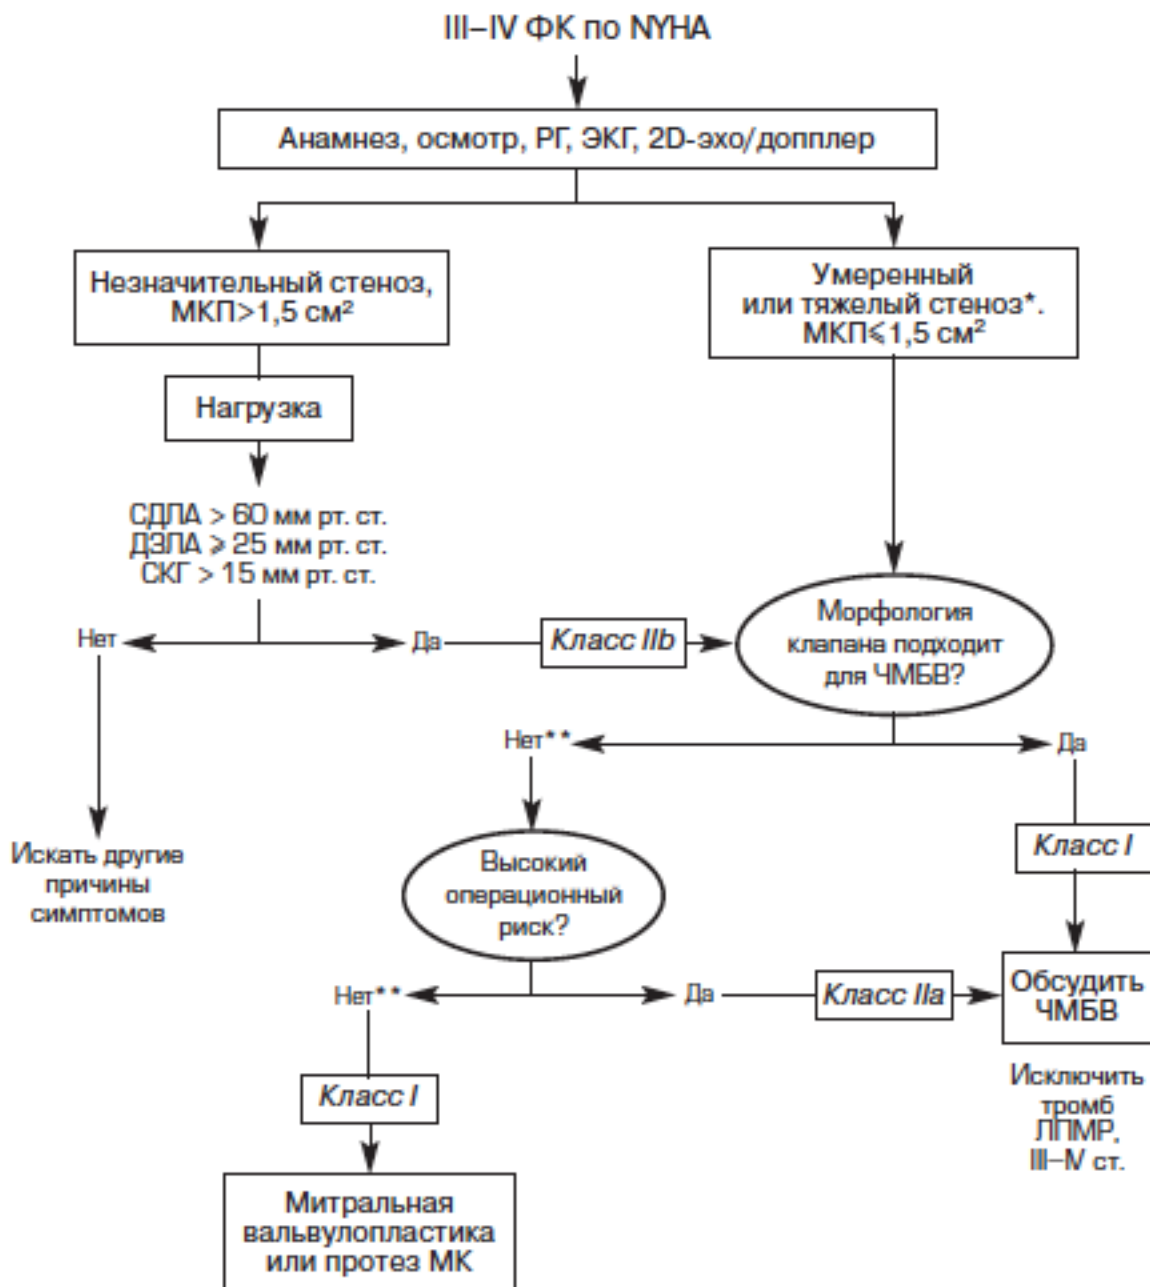 III–IV ФК по NYHA
Анамнез, осмотр, РГ, ЭКГ, 2D-эхо/допплер
Незначительный стеноз,
МКП>1,5 см²
Умеренный
или тяжелый стеноз*.
МКП⩽1,5 см²
Нагрузка
СДЛА > 60 мм рт. ст.
ДЗЛА ⩾ 25 мм рт. ст.
СКГ > 15 мм рт. ст.
Нет
Да
Класс IIb
Морфология
клапана подходит
для ЧМБВ?
Нет**
Да
Искать другие
причины
симптомов
Высокий
операционный
риск?
Класс I
Нет**
Да
Класс IIa
Обсудить
ЧМБВ
Исключить
тромб
ЛПМР,
III–IV ст.
Класс I
Митральная
вальвулопластика
или протез МК